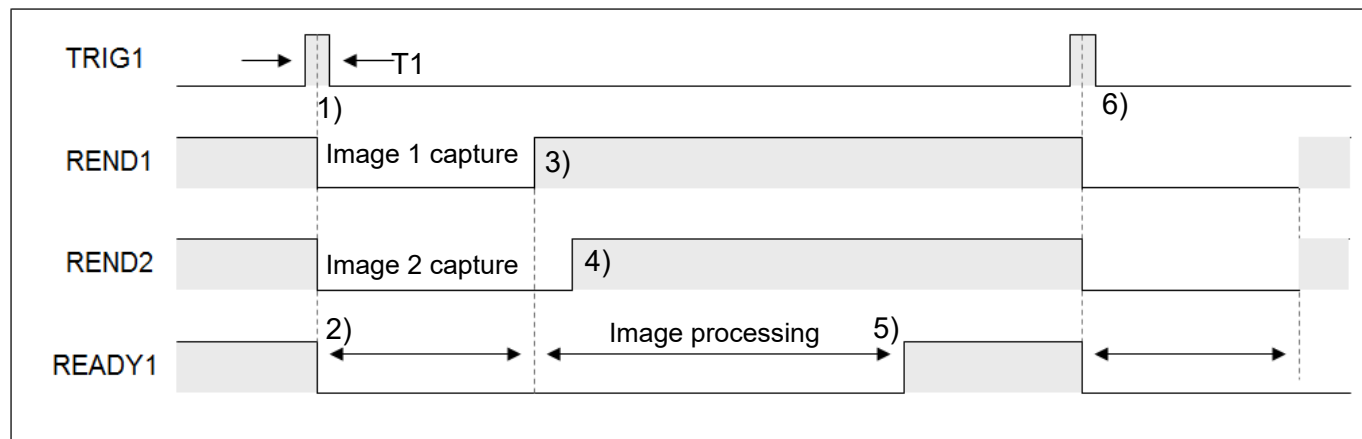 TRIG1
T1
1)
6)
REND1
Image 1 capture
3)
REND2
Image 2 capture
4)
2)
Image processing
5)
READY1